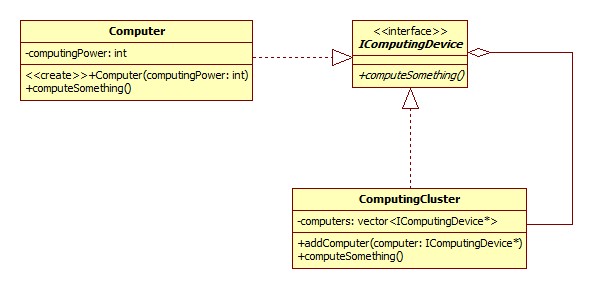 Computer
-computingPower: int
<<create>>+Computer(computingPower: int)
+computeSomething()
<<interface>>
IComputingDevice
+computeSomething()
ComputingCluster
-computers: vector<IComputingDevice*>
+addComputer(computer: IComputingDevice*)
+computeSomething()